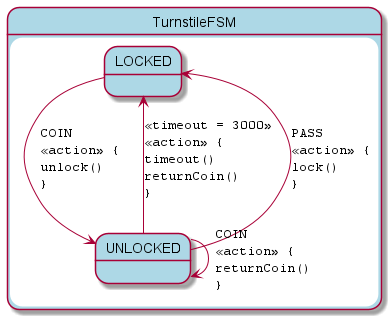 TurnstileFSM
LOCKED
COIN
«action» {
unlock()
}
«timeout = 3000»
«action» {
timeout()
returnCoin()
}
PASS
«action» {
lock()
}
UNLOCKED
COIN
«action» {
returnCoin()
}